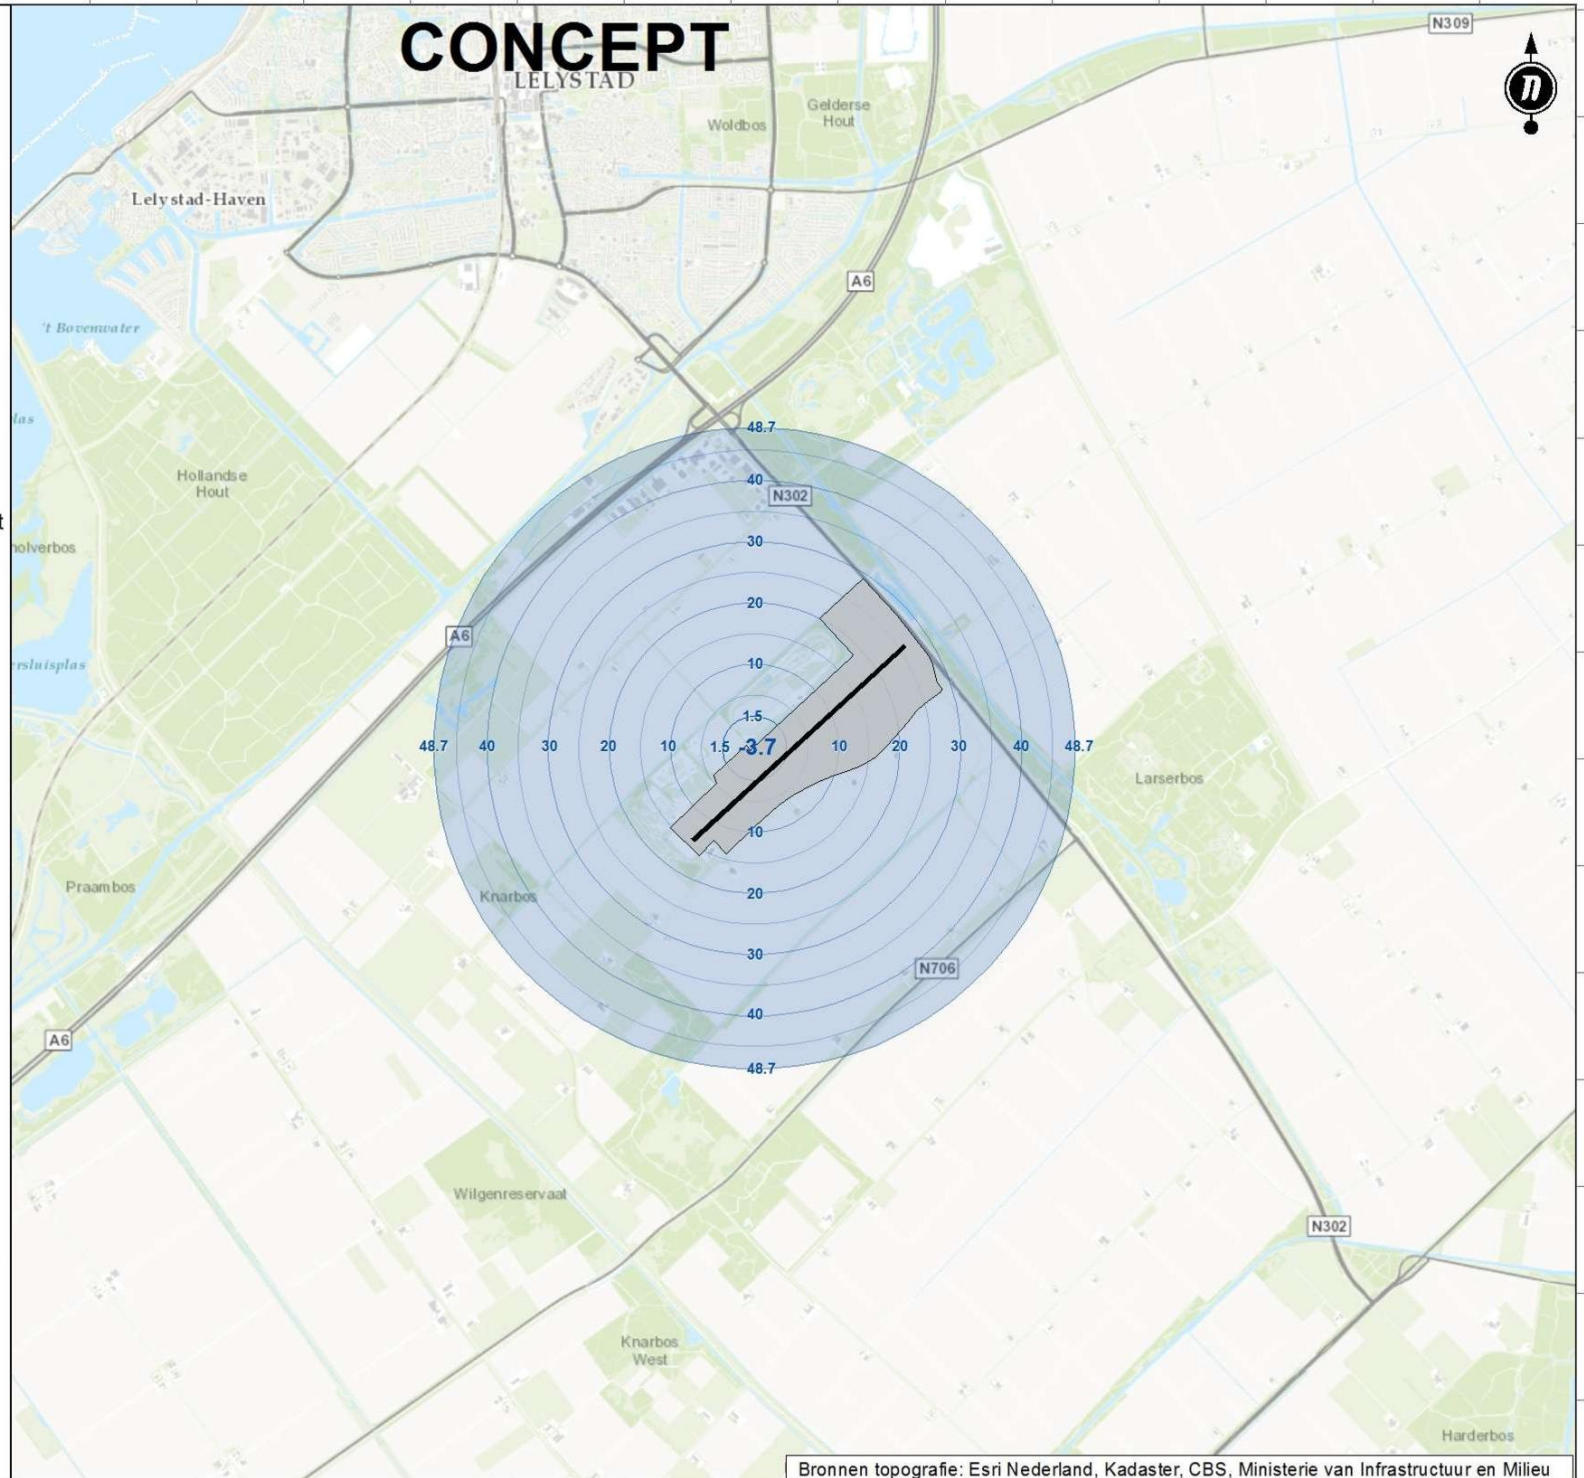 CONCEPT
N309
LELYSTAD
Gelderse
Hout
Woldbos
Lelystad-Haven
A6
't Bovenwater
las
48.7
Hollandse
Hout
40
N302
t
30
olverbos
20
A6
10
ersluisplas
1.5
48.7 40 30 20 10 1.5 -3.7 10 20 30 40 48.7
Larserbos
10
Praambos
Knarbos
20
30
N706
40
A6
48.7
Wilgenreservaat
N302
Knarbos
West
Harderbos
Bronnen topografie: Esri Nederland, Kadaster, CBS, Ministerie van Infrastructuur en Milieu